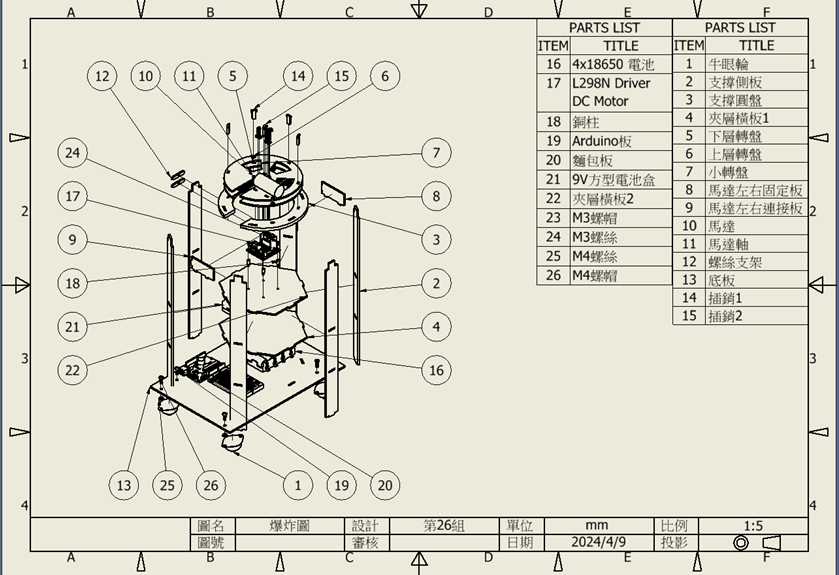 A B C D E F
1
2
3
4
12 10 11 5 14 15 6
24
17
9
18
21
22
7
8
3
2
4
16
13 25 26 1 19 20
PARTS LIST
ITEM TITLE
16 4x18650 電池
17 L298N Driver
DC Motor
18 銅柱
19 Arduino板
20 麵包板
21 9V方型電池盒
22 夾層橫板2
23 M3螺帽
24 M3螺絲
25 M4螺絲
26 M4螺帽
PARTS LIST
ITEM TITLE
1 牛眼輪
2 支撐側板
3 支撐圓盤
4 夾層橫板1
5 下層轉盤
6 上層轉盤
7 小轉盤
8 馬達左右固定板
9 馬達左右連接板
10 馬達
11 馬達軸
12 螺絲支架
13 底板
14 插銷1
15 插銷2
1
2
3
4
圖名 爆炸圖 設計 第26組 單位 mm 比例 1:5
圖號 審核 日期 2024/4/9 投影
A B C D E F